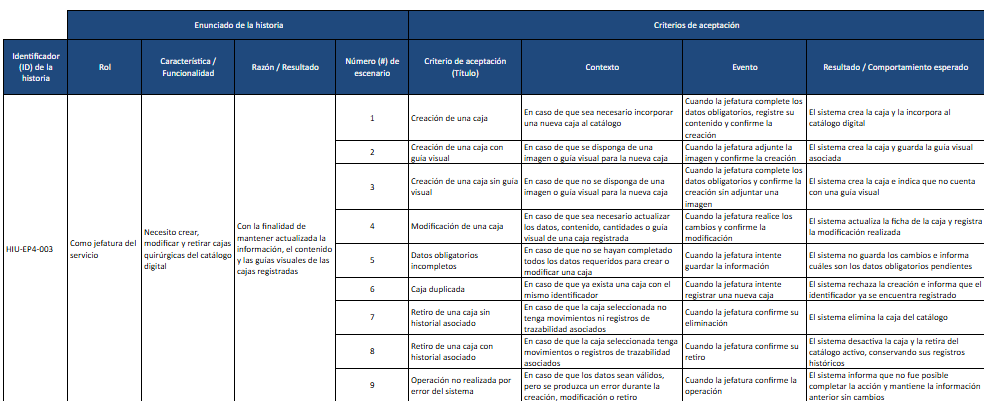 Enunciado de la historia
Criterios de aceptación
Identificador
(ID) de la
historia
Rol
Característica /
Funcionalidad
Razón / Resultado
Número (#) de
escenario
Criterio de aceptación
(Título)
Contexto
Evento
Resultado / Comportamiento esperado
HIU-EP4-003
Como jefatura del
servicio
Necesito crear,
modificar y retirar cajas
quirúrgicas del catálogo
digital
Con la finalidad de
mantener actualizada la
información, el contenido
y las guías visuales de las
cajas registradas
1
Creación de una caja
En caso de que sea necesario incorporar
una nueva caja al catálogo
Cuando la jefatura complete los
datos obligatorios, registre su
contenido y confirme la
creación
El sistema crea la caja y la incorpora al
catálogo digital
2
Creación de una caja con
guía visual
En caso de que se disponga de una
imagen o guía visual para la nueva caja
Cuando la jefatura adjunte la
imagen y confirme la creación
El sistema crea la caja y guarda la guía visual
asociada
3
Creación de una caja sin guía
visual
En caso de que no se disponga de una
imagen o guía visual para la nueva caja
Cuando la jefatura complete los
datos obligatorios y confirme la
creación sin adjuntar una
imagen
El sistema crea la caja e indica que no cuenta
con una guía visual
4
Modificación de una caja
En caso de que sea necesario actualizar
los datos, contenido, cantidades o guía
visual de una caja registrada
Cuando la jefatura realice los
cambios y confirme la
modificación
El sistema actualiza la ficha de la caja y registra
la modificación realizada
5
Datos obligatorios
incompletos
En caso de que no se hayan completado
todos los datos requeridos para crear o
modificar una caja
Cuando la jefatura intente
guardar la información
El sistema no guarda los cambios e informa
cuáles son los datos obligatorios pendientes
6
Caja duplicada
En caso de que ya exista una caja con el
mismo identificador
Cuando la jefatura intente
registrar una nueva caja
El sistema rechaza la creación e informa que el
identificador ya se encuentra registrado
7
Retiro de una caja sin
historial asociado
En caso de que la caja seleccionada no
tenga movimientos ni registros de
trazabilidad asociados
Cuando la jefatura confirme su
eliminación
El sistema elimina la caja del catálogo
8
Retiro de una caja con
historial asociado
En caso de que la caja seleccionada tenga
movimientos o registros de trazabilidad
asociados
Cuando la jefatura confirme su
retiro
El sistema desactiva la caja y la retira del
catálogo activo, conservando sus registros
históricos
9
Operación no realizada por
error del sistema
En caso de que los datos sean válidos,
pero se produzca un error durante la
creación, modificación o retiro
Cuando la jefatura confirme la
operación
El sistema informa que no fue posible
completar la acción y mantiene la información
anterior sin cambios